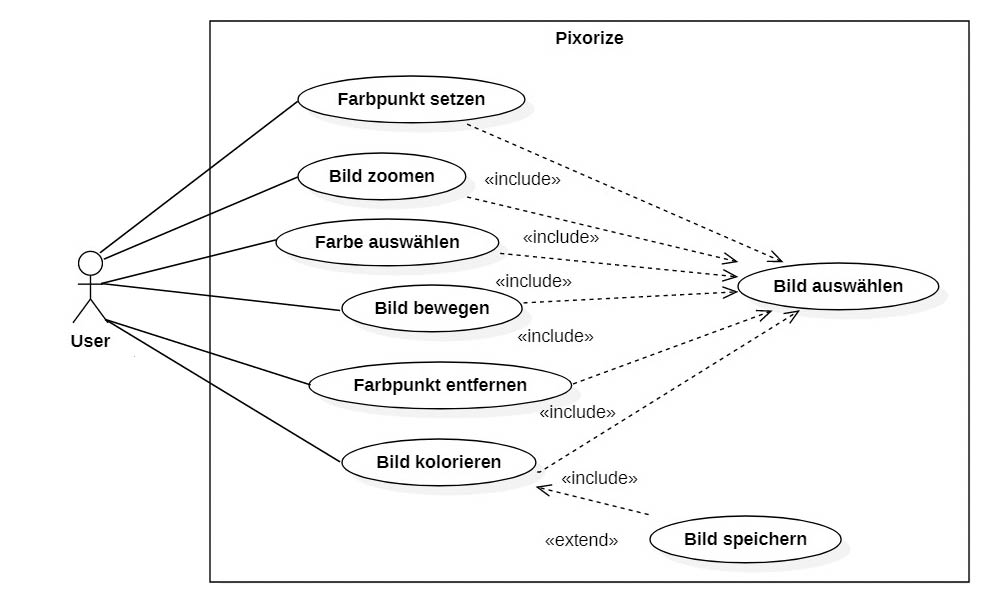 Pixorize
Farbpunkt setzen
Bild zoomen
«include»
Farbe auswählen
«include»
«include»
Bild auswählen
Bild bewegen
«include»
User
Farbpunkt entfernen
«include»
Bild kolorieren
«include»
«extend»
Bild speichern